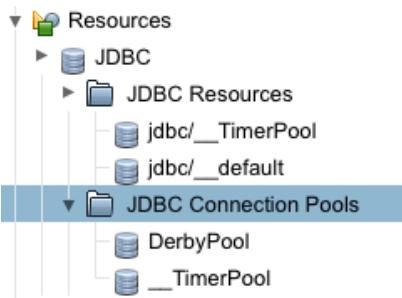 Resources
JDBC
JDBC Resources
jdbc/__TimerPool
jdbc/__default
JDBC Connection Pools
DerbyPool
__TimerPool